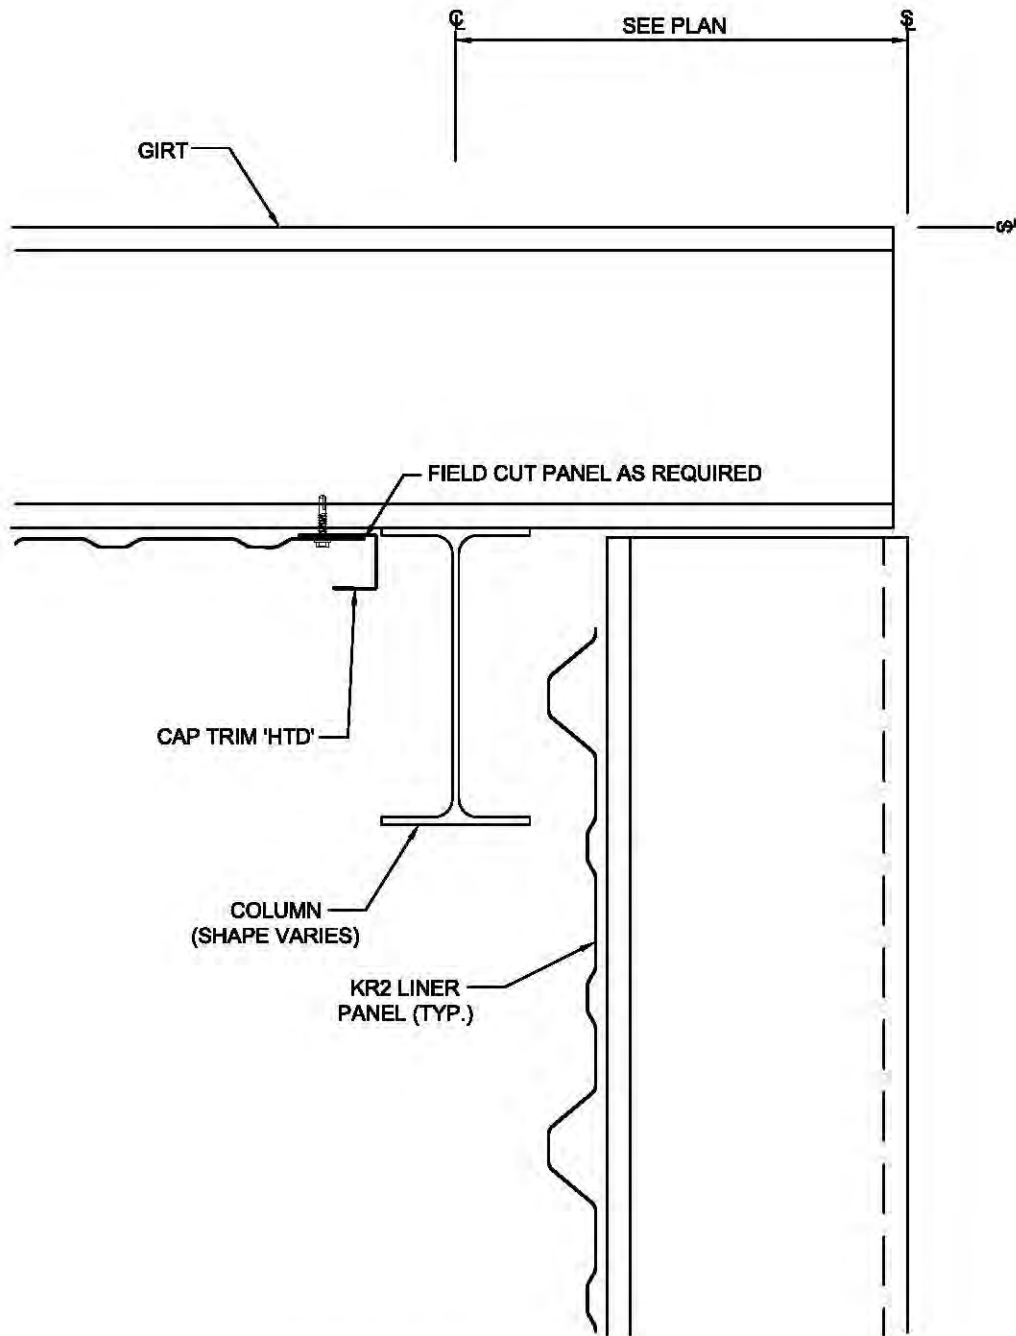 ℄ SEE PLAN S
GIRT
S
FIELD CUT PANEL AS REQUIRED
CAP TRIM 'HTD'
COLUMN
(SHAPE VARIES)
KR2 LINER
PANEL (TYP.)